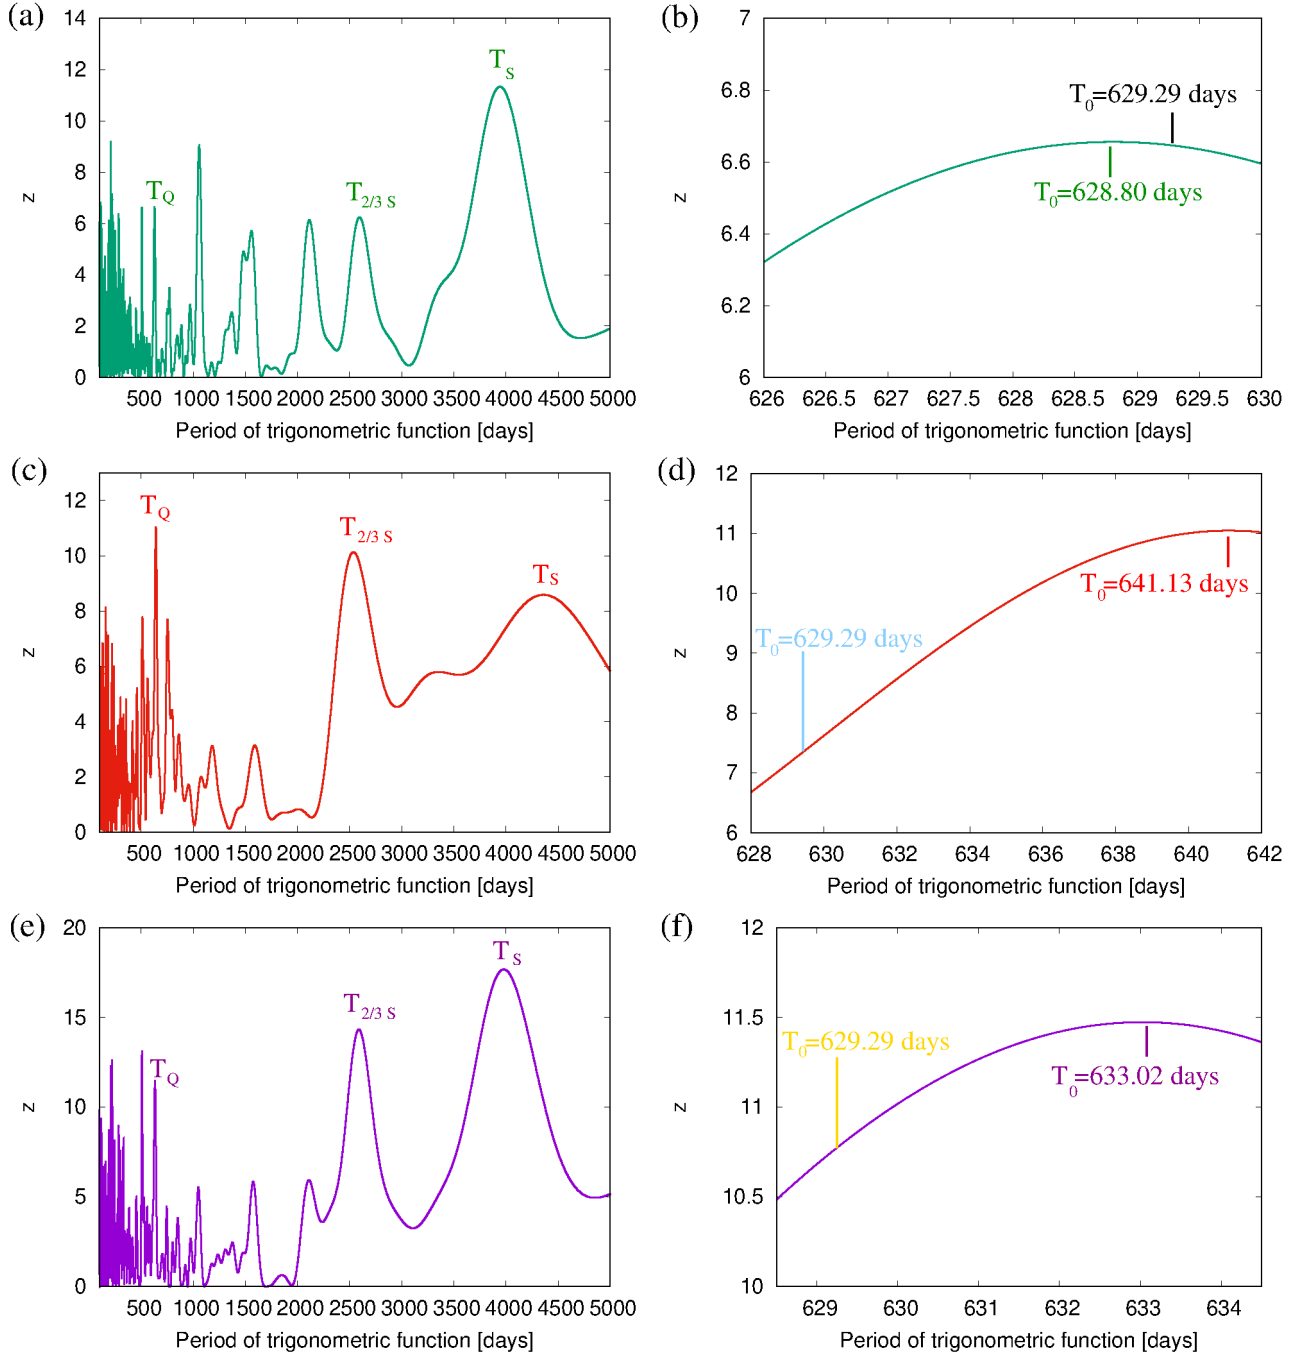 (a)
14
12
10
8
6
4
2
0
z
T_Q
T_2/3 S
T_S
500 1000 1500 2000 2500 3000 3500 4000 4500 5000
Period of trigonometric function [days]
(b)
7
6.8
6.6
6.4
6.2
6
z
T_0=629.29 days
T_0=628.80 days
626 626.5 627 627.5 628 628.5 629 629.5 630
Period of trigonometric function [days]
(c)
12
10
8
6
4
2
0
z
T_Q
T_2/3 S
T_S
500 1000 1500 2000 2500 3000 3500 4000 4500 5000
Period of trigonometric function [days]
(d)
12
11
10
9
8
7
6
z
T_0=641.13 days
T_0=629.29 days
628 630 632 634 636 638 640 642
Period of trigonometric function [days]
(e)
20
15
10
5
0
z
T_Q
T_2/3 S
T_S
500 1000 1500 2000 2500 3000 3500 4000 4500 5000
Period of trigonometric function [days]
(f)
12
11.5
11
10.5
10
z
T_0=629.29 days
T_0=633.02 days
629 630 631 632 633 634
Period of trigonometric function [days]